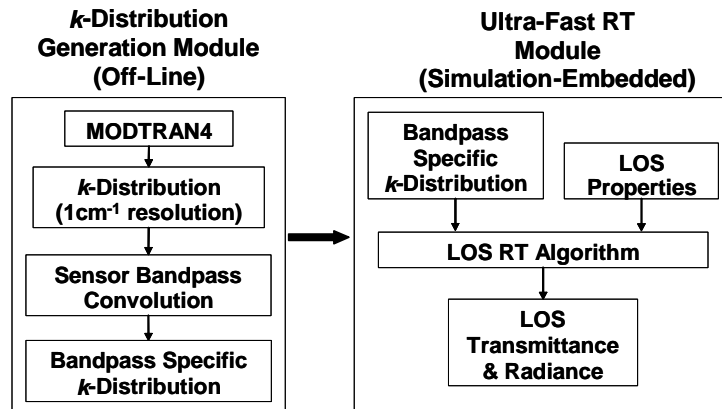 k-Distribution
Generation Module
(Off-Line)
MODTRAN4
k-Distribution
(1cm⁻¹ resolution)
Sensor Bandpass
Convolution
Bandpass Specific
k-Distribution
Ultra-Fast RT
Module
(Simulation-Embedded)
Bandpass
Specific
k-Distribution
LOS
Properties
LOS RT Algorithm
LOS
Transmittance
& Radiance